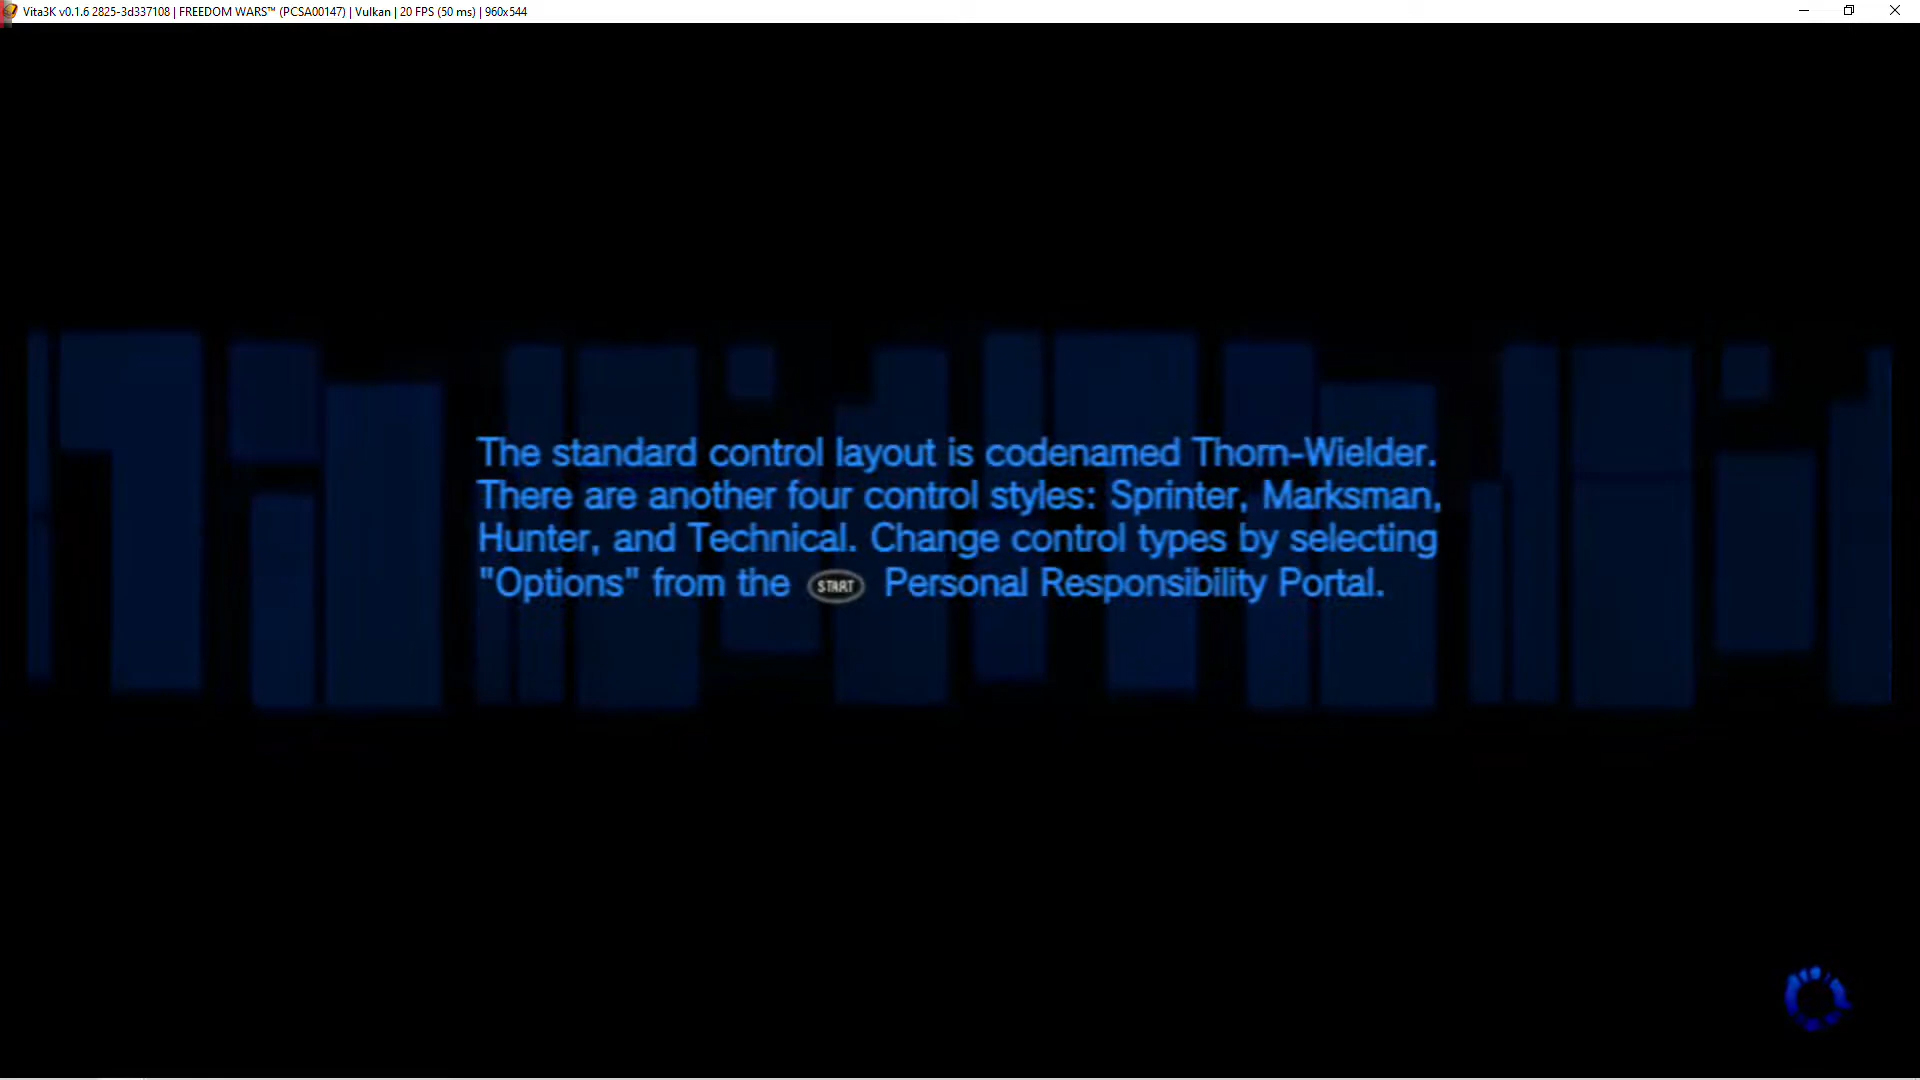 Vita3K v0.1.6 2825-3d337108 | FREEDOM WARS™ (PCSA00147) | Vulkan | 20 FPS (50 ms) | 960x544
The standard control layout is codenamed Thorn-Wielder.
There are another four control styles: Sprinter, Marksman,
Hunter, and Technical. Change control types by selecting
"Options" from the START Personal Responsibility Portal.